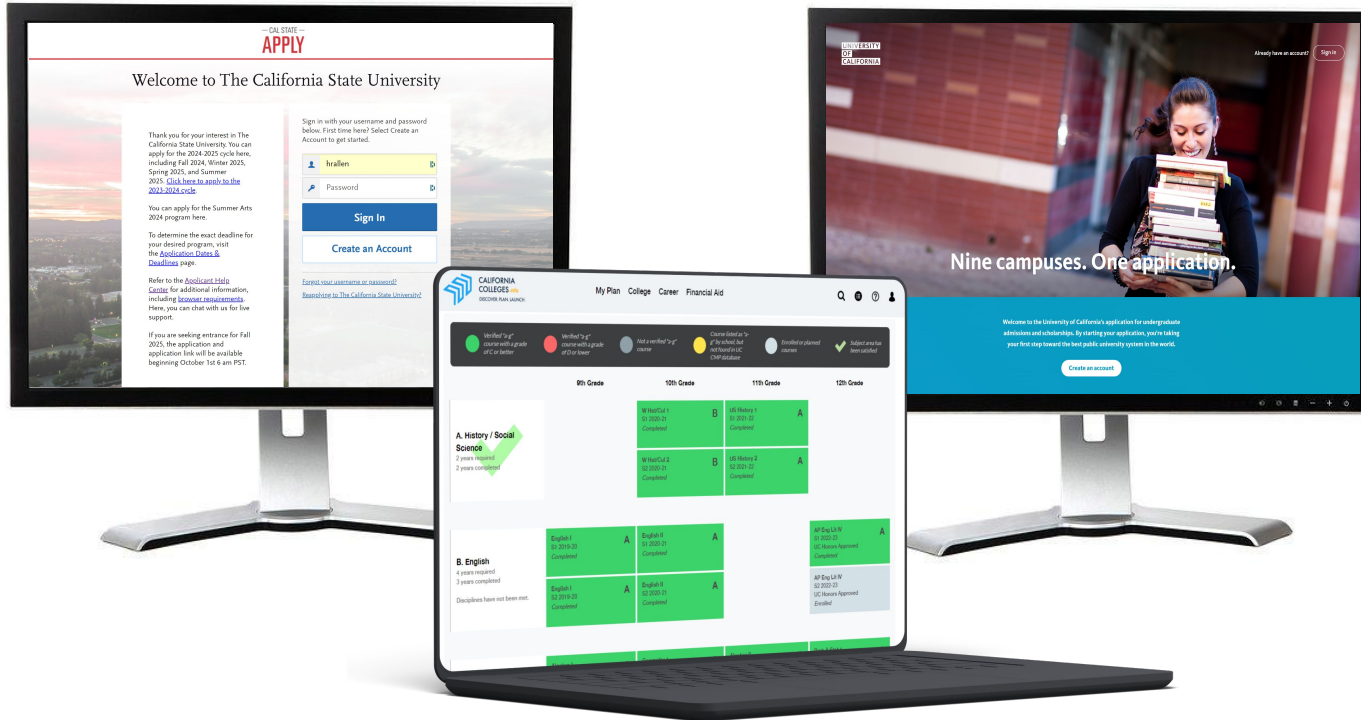 — CAL STATE —
APPLY
Welcome to The California State University
Thank you for your interest in The
California State University. You can
apply for the 2024-2025 cycle here,
including Fall 2024, Winter 2025,
Spring 2025, and Summer
2025. Click here to apply to the
2023-2024 cycle.
You can apply for the Summer Arts
2024 program here.
To determine the exact deadline for
your desired program, visit
the Application Dates &
Deadlines page.
Refer to the Applicant Help
Center for additional information,
including browser requirements.
Here, you can chat with us for live
support.
If you are seeking entrance for Fall
2025, the application and
application link will be available
beginning October 1st 6 am PST.
Sign in with your username and password
below. First time here? Select Create an
Account to get started.
hrallen
Password
Sign In
Create an Account
Forgot your username or password?
Reapplying to The California State University?
UNIVERSITY
OF
CALIFORNIA
Already have an account?
Sign in
Nine campuses. One application.
Welcome to the University of California's application for undergraduate
admissions and scholarships. By starting your application, you're taking
your first step toward the best public university system in the world.
Create an account
CALIFORNIA
COLLEGES
DISCOVER. PLAN. LAUNCH.
My Plan College Career Financial Aid
Verified "a-g"
course with a grade
of C or better
Verified "a-g"
course with a grade
of D or lower
Not a verified "a-g"
course
Course listed as "a-
g" by school, but
not found in UC
CMP database
Enrolled or planned
courses
Subject area has
been satisfied
9th Grade
10th Grade
11th Grade
12th Grade
A. History / Social
Science
2 years required
2 years completed
W Hist/Cul 1 B
S1 2020-21
Completed
US History 1 A
S1 2021-22
Completed
W Hist/Cul 2 B
S2 2020-21
Completed
US History 2 A
S2 2021-22
Completed
B. English
4 years required
3 years completed
Disciplines have not been met.
English I A
S1 2019-20
Completed
English II A
S1 2020-21
Completed
AP Eng Lit IV A
S1 2022-23
UC Honors Approved
Completed
English I A
S2 2019-20
Completed
English II A
S2 2020-21
Completed
AP Eng Lit IV
S2 2022-23
UC Honors Approved
Enrolled